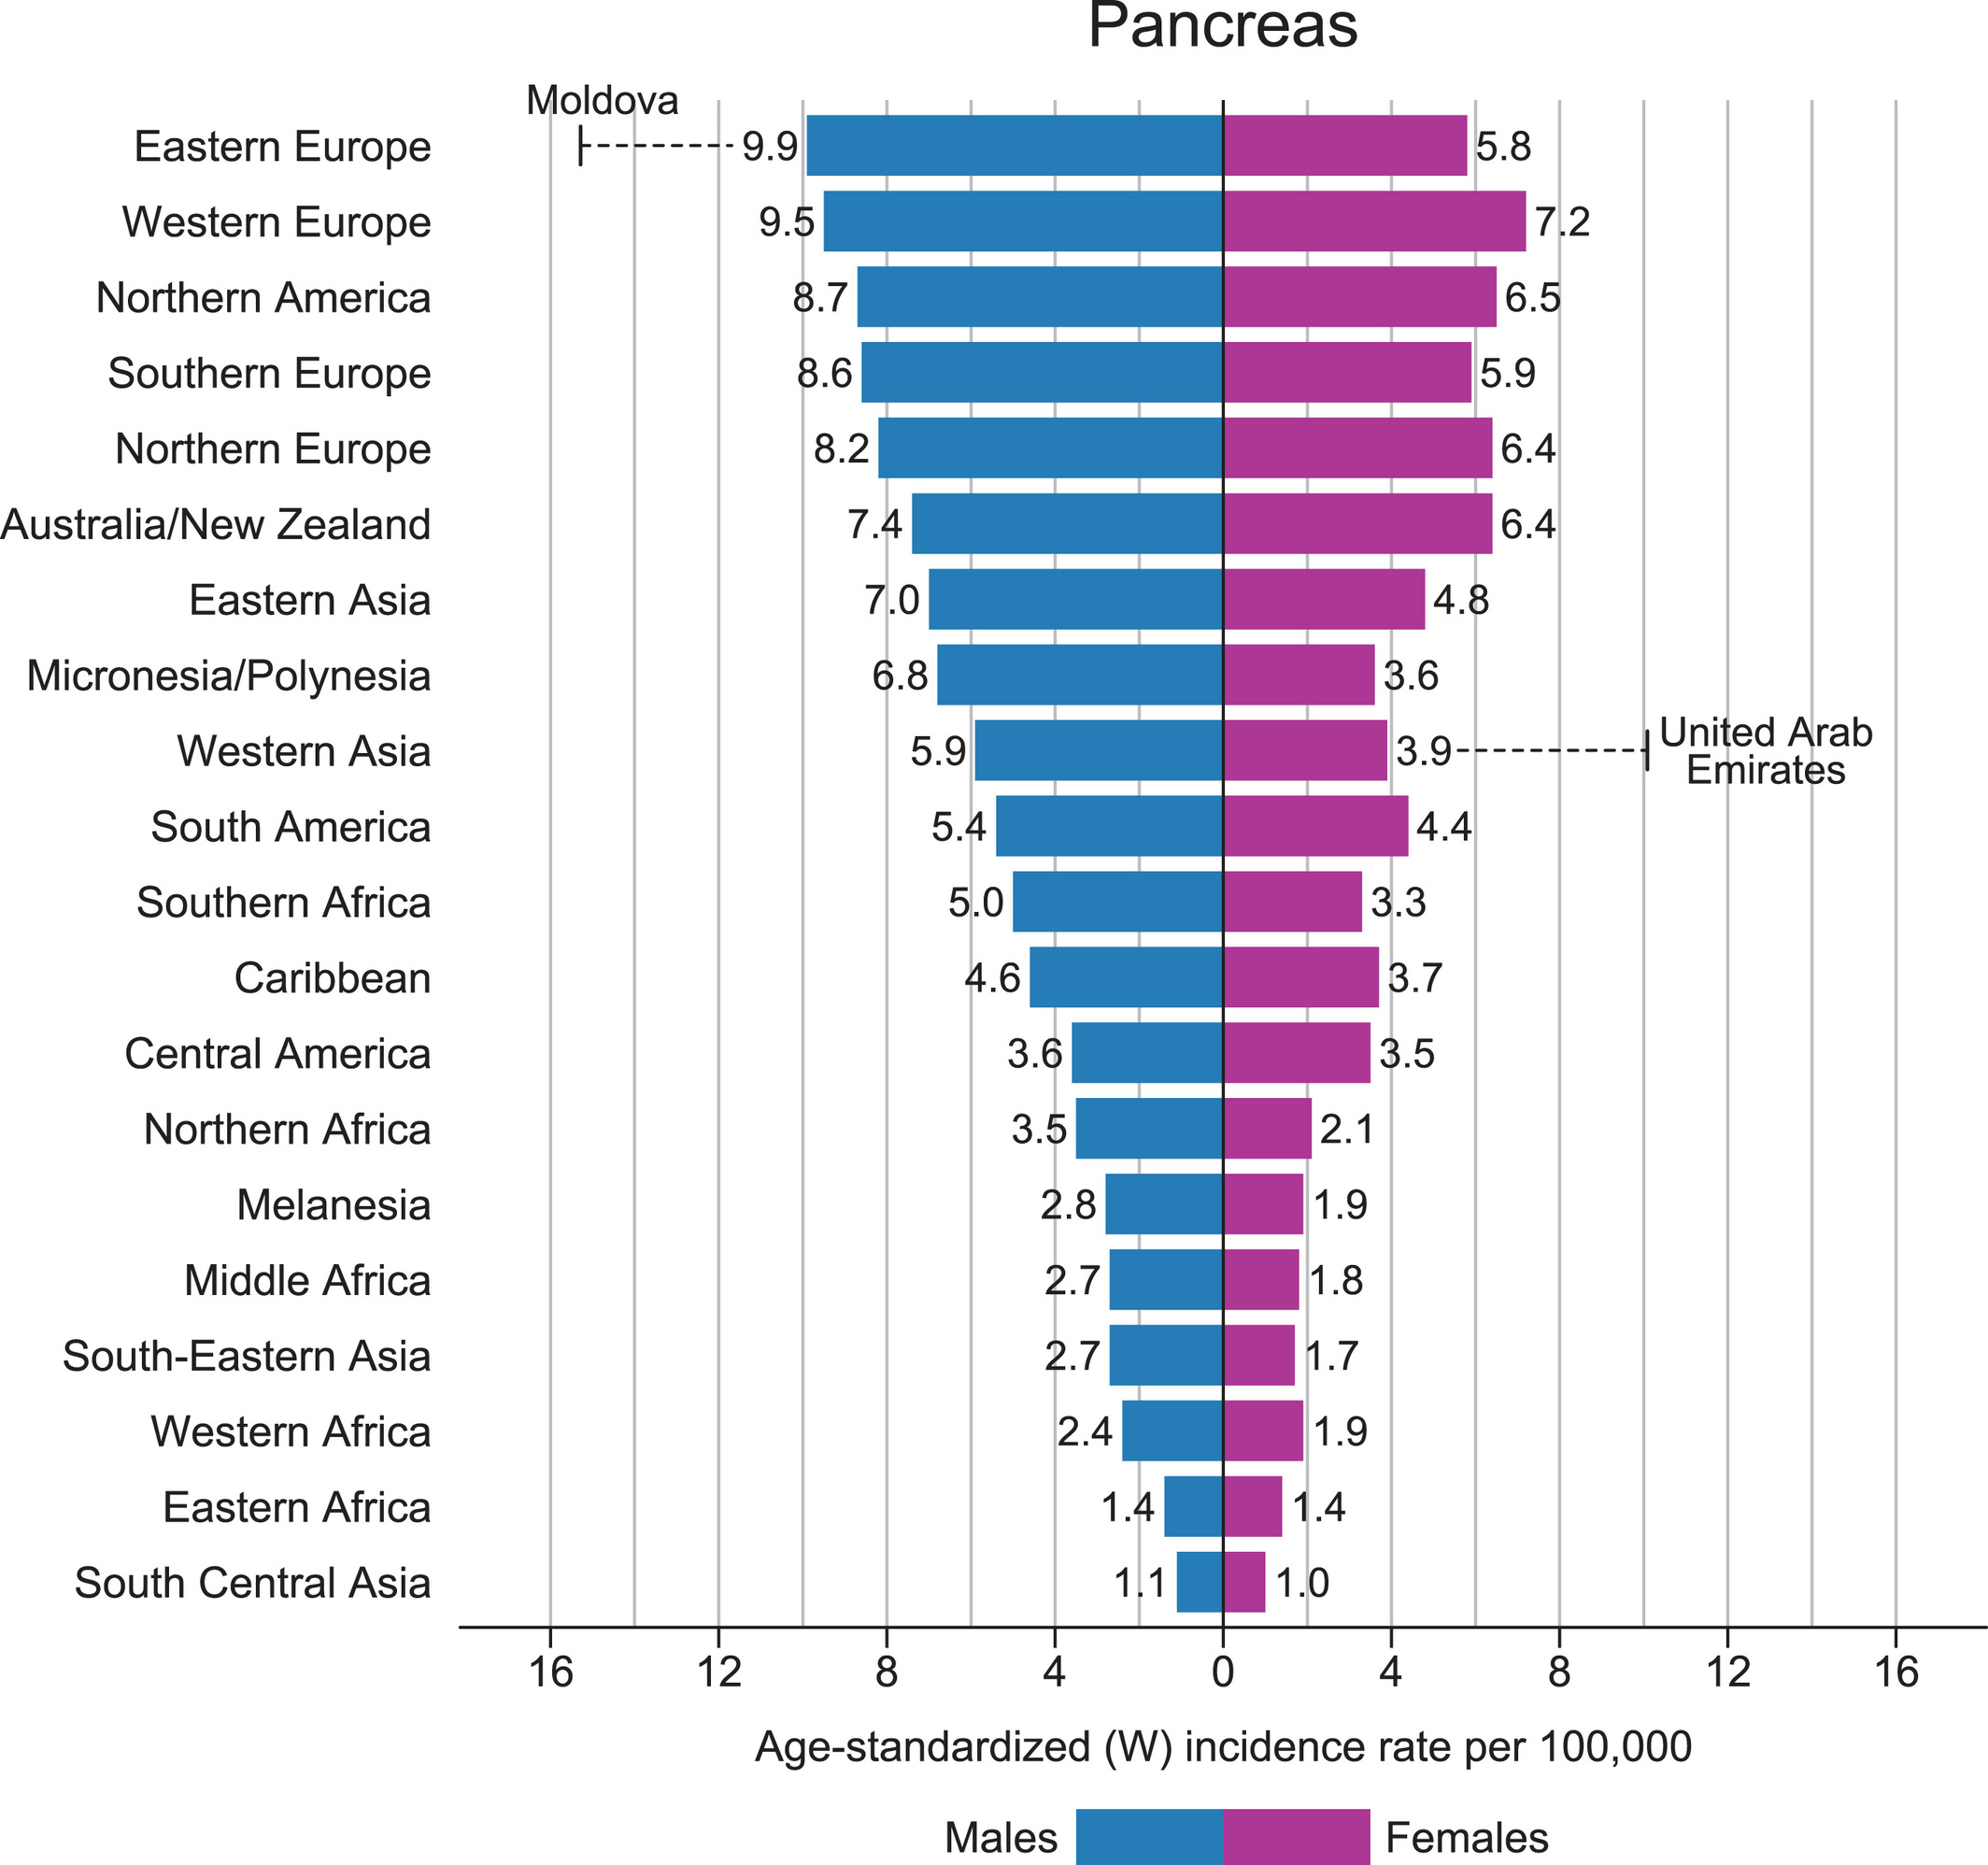 Pancreas
Moldova
Eastern Europe 9.9 5.8
Western Europe 9.5 7.2
Northern America 8.7 6.5
Southern Europe 8.6 5.9
Northern Europe 8.2 6.4
Australia/New Zealand 7.4 6.4
Eastern Asia 7.0 4.8
Micronesia/Polynesia 6.8 3.6
Western Asia 5.9 3.9 United Arab
Emirates
South America 5.4 4.4
Southern Africa 5.0 3.3
Caribbean 4.6 3.7
Central America 3.6 3.5
Northern Africa 3.5 2.1
Melanesia 2.8 1.9
Middle Africa 2.7 1.8
South-Eastern Asia 2.7 1.7
Western Africa 2.4 1.9
Eastern Africa 1.4 1.4
South Central Asia 1.1 1.0
16 12 8 4 0 4 8 12 16
Age-standardized (W) incidence rate per 100,000
Males Females